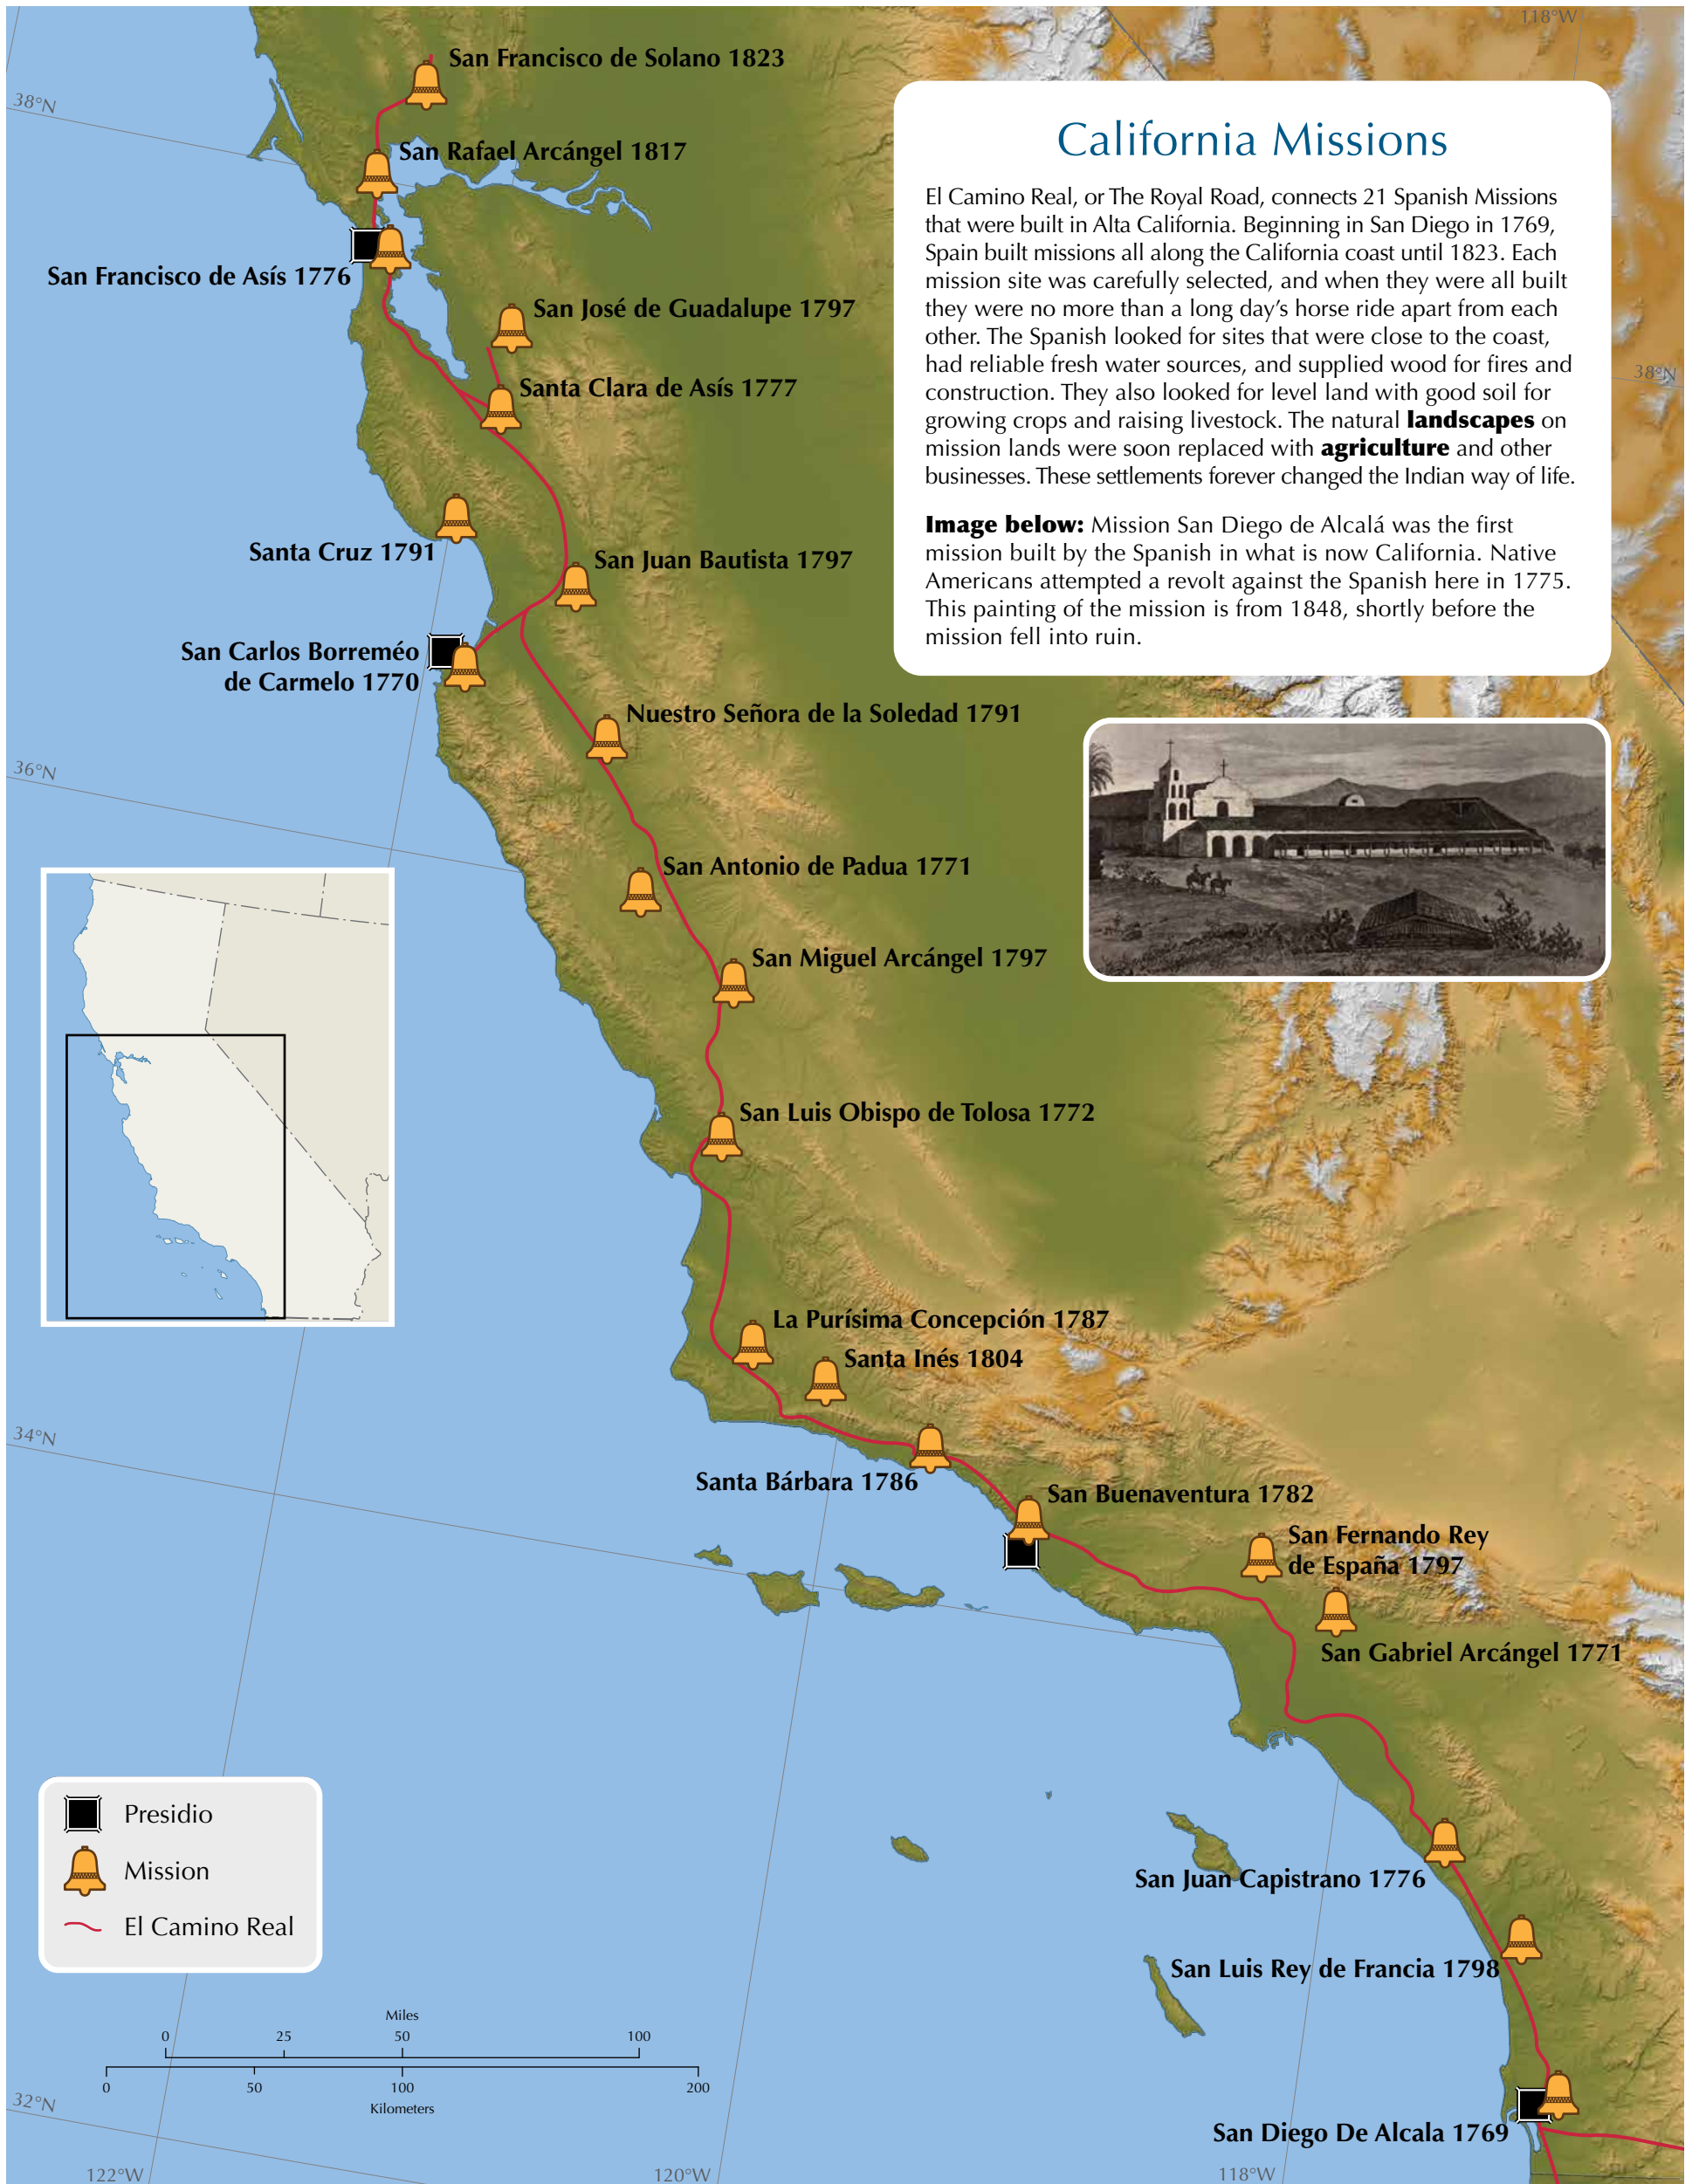 118°W
San Francisco de Solano 1823
38°N
San Rafael Arcángel 1817
San Francisco de Asís 1776
San José de Guadalupe 1797
Santa Clara de Asís 1777
Santa Cruz 1791
San Juan Bautista 1797
San Carlos Borreméo
de Carmelo 1770
Nuestro Señora de la Soledad 1791
36°N
San Antonio de Padua 1771
San Miguel Arcángel 1797
San Luis Obispo de Tolosa 1772
La Purísima Concepción 1787
Santa Inés 1804
34°N
Santa Bárbara 1786
San Buenaventura 1782
San Fernando Rey
de España 1797
San Gabriel Arcángel 1771
San Juan Capistrano 1776
San Luis Rey de Francia 1798
San Diego De Alcala 1769
California Missions
El Camino Real, or The Royal Road, connects 21 Spanish Missions
that were built in Alta California. Beginning in San Diego in 1769,
Spain built missions all along the California coast until 1823. Each
mission site was carefully selected, and when they were all built
they were no more than a long day's horse ride apart from each
other. The Spanish looked for sites that were close to the coast,
had reliable fresh water sources, and supplied wood for fires and
construction. They also looked for level land with good soil for
growing crops and raising livestock. The natural landscapes on
mission lands were soon replaced with agriculture and other
businesses. These settlements forever changed the Indian way of life.
Image below: Mission San Diego de Alcalá was the first
mission built by the Spanish in what is now California. Native
Americans attempted a revolt against the Spanish here in 1775.
This painting of the mission is from 1848, shortly before the
mission fell into ruin.
38°N
Presidio
Mission
El Camino Real
Miles
0 25 50 100
0 50 100 200
Kilometers
32°N
122°W
120°W
118°W